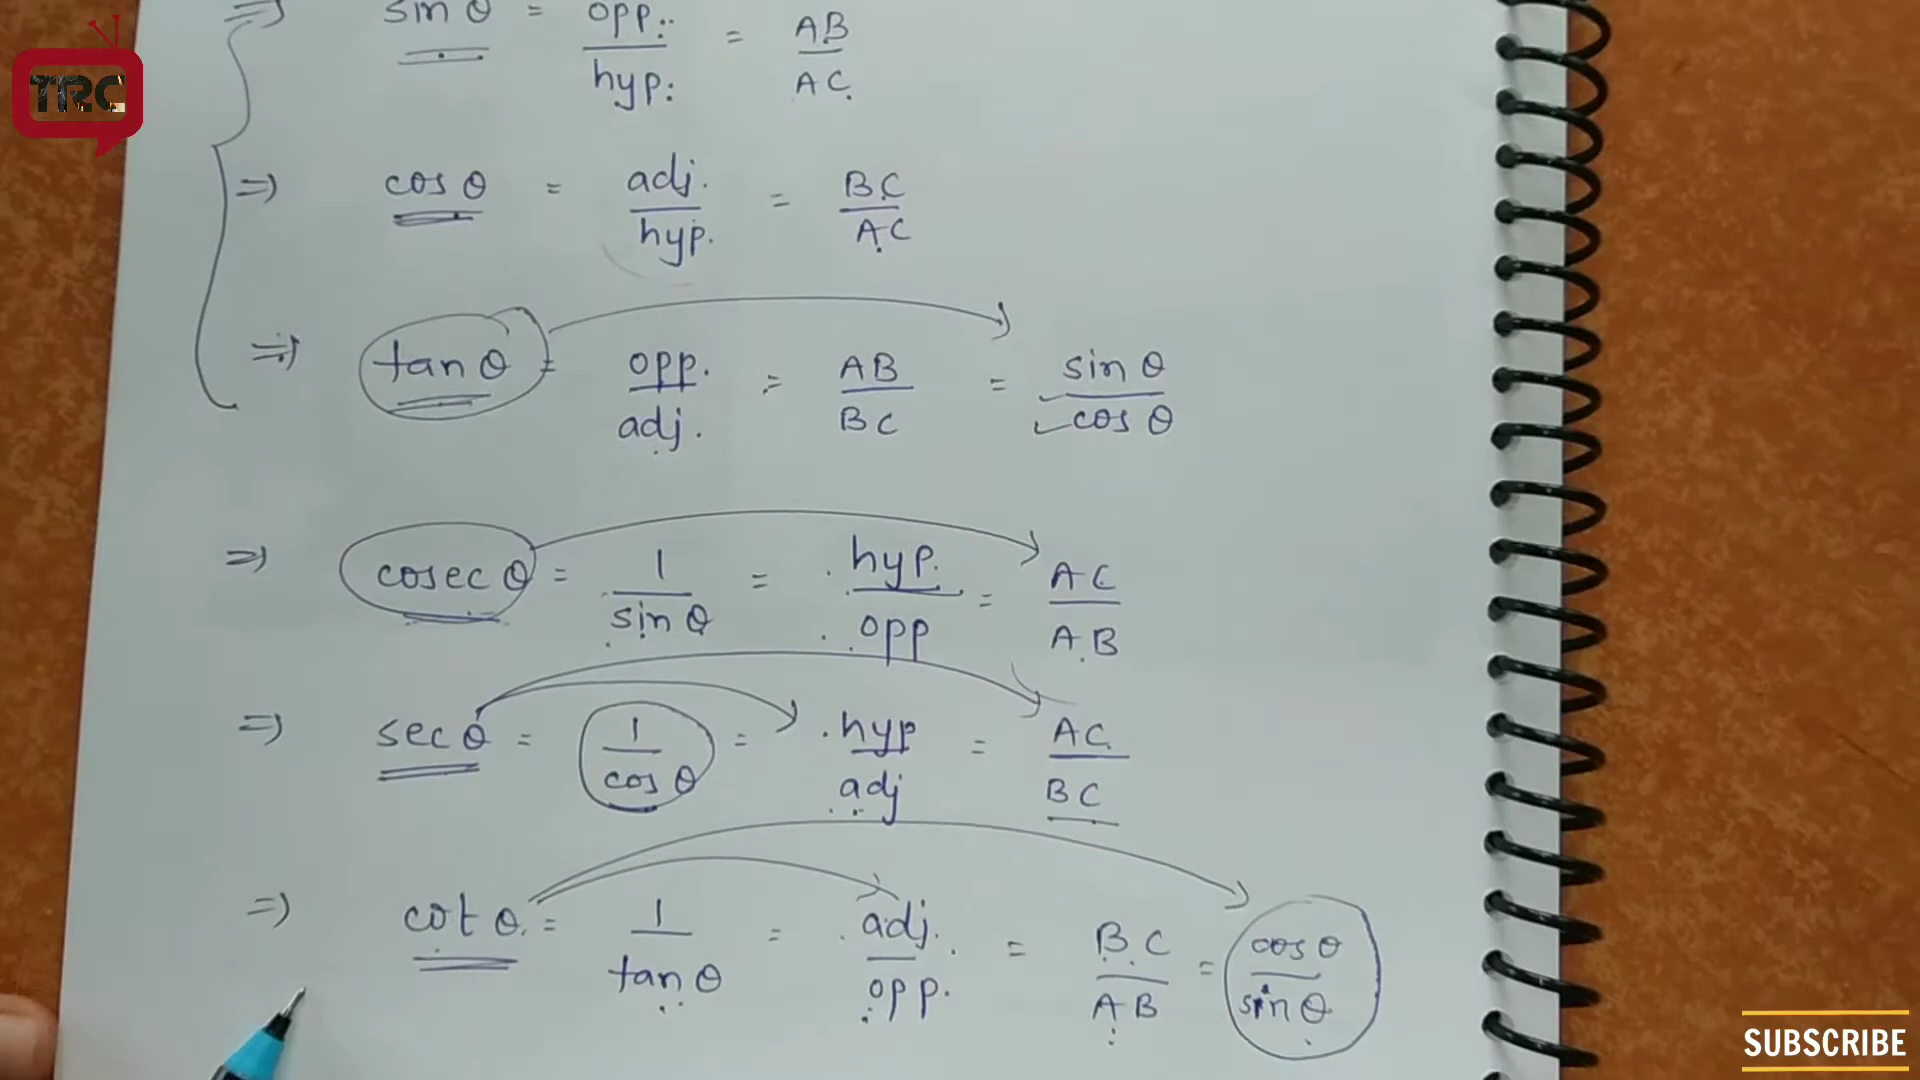 TRC
=> sin θ = opp. / hyp. = AB / AC
=> cos θ = adj. / hyp. = BC / AC
=> tan θ = opp. / adj. = AB / BC = sin θ / cos θ
=> cosec θ = 1 / sin θ = hyp. / opp = AC / AB
=> sec θ = 1 / cos θ = hyp / adj = AC / BC
=> cot θ = 1 / tan θ = adj. / opp. = BC / AB = cos θ / sin θ
SUBSCRIBE